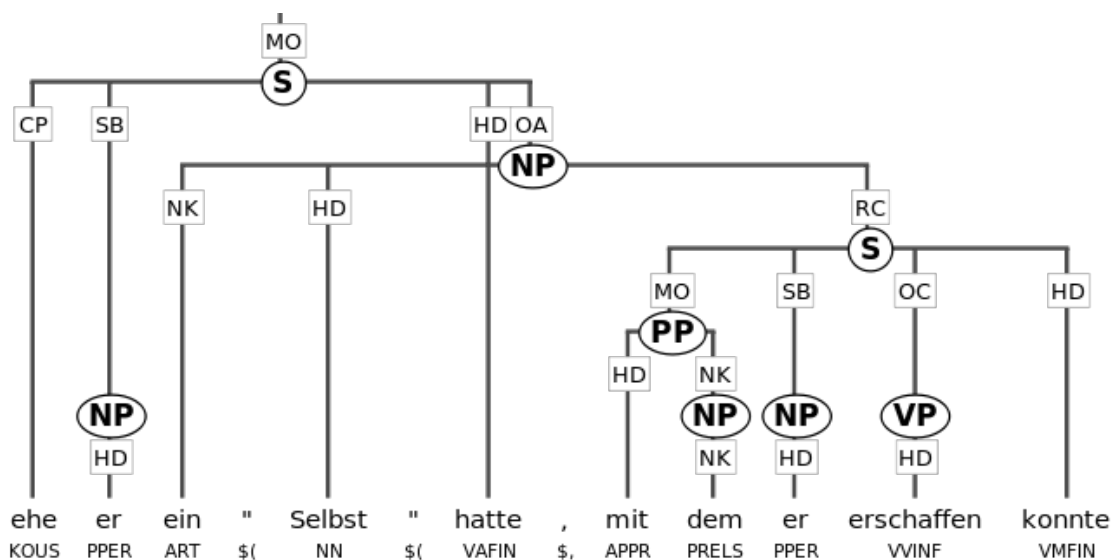 MO
S
CP SB HD OA
NP
NK HD RC
S
MO SB OC HD
PP
HD NK
NP NP NP VP
HD NK HD HD
ehe er ein " Selbst " hatte , mit dem er erschaffen konnte
KOUS PPER ART $( NN $( VAFIN $, APPR PRELS PPER VVINF VMFIN